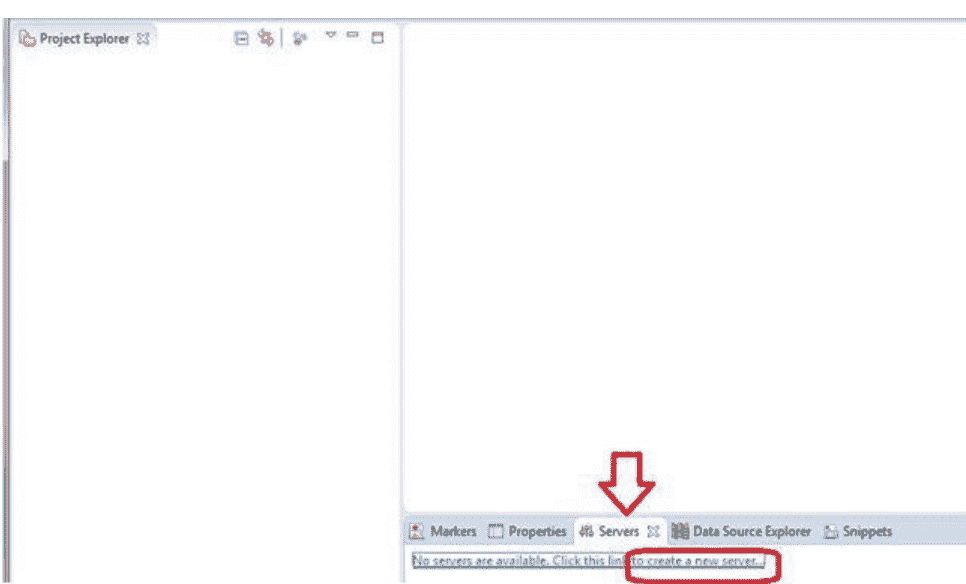 Project Explorer
Markers Properties Servers Data Source Explorer Snippets
No servers are available. Click this link to create a new server...